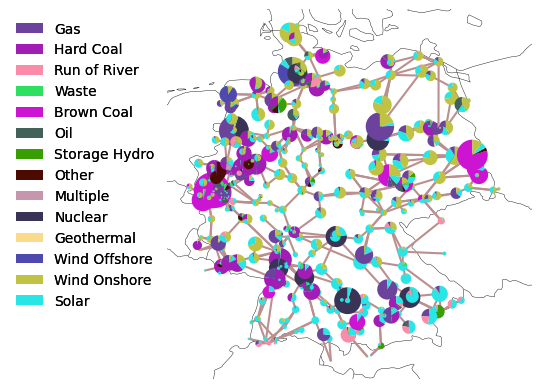 Gas
Hard Coal
Run of River
Waste
Brown Coal
Oil
Storage Hydro
Other
Multiple
Nuclear
Geothermal
Wind Offshore
Wind Onshore
Solar